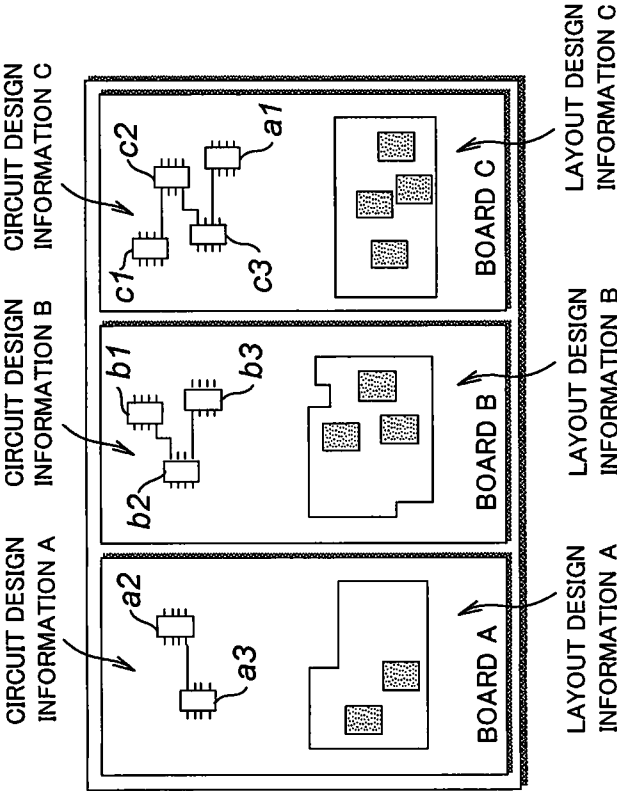 CIRCUIT DESIGN
INFORMATION A
CIRCUIT DESIGN
INFORMATION B
CIRCUIT DESIGN
INFORMATION C
a2
a3
BOARD A
b1
b2
b3
BOARD B
c1
c2
c3
a1
BOARD C
LAYOUT DESIGN
INFORMATION A
LAYOUT DESIGN
INFORMATION B
LAYOUT DESIGN
INFORMATION C